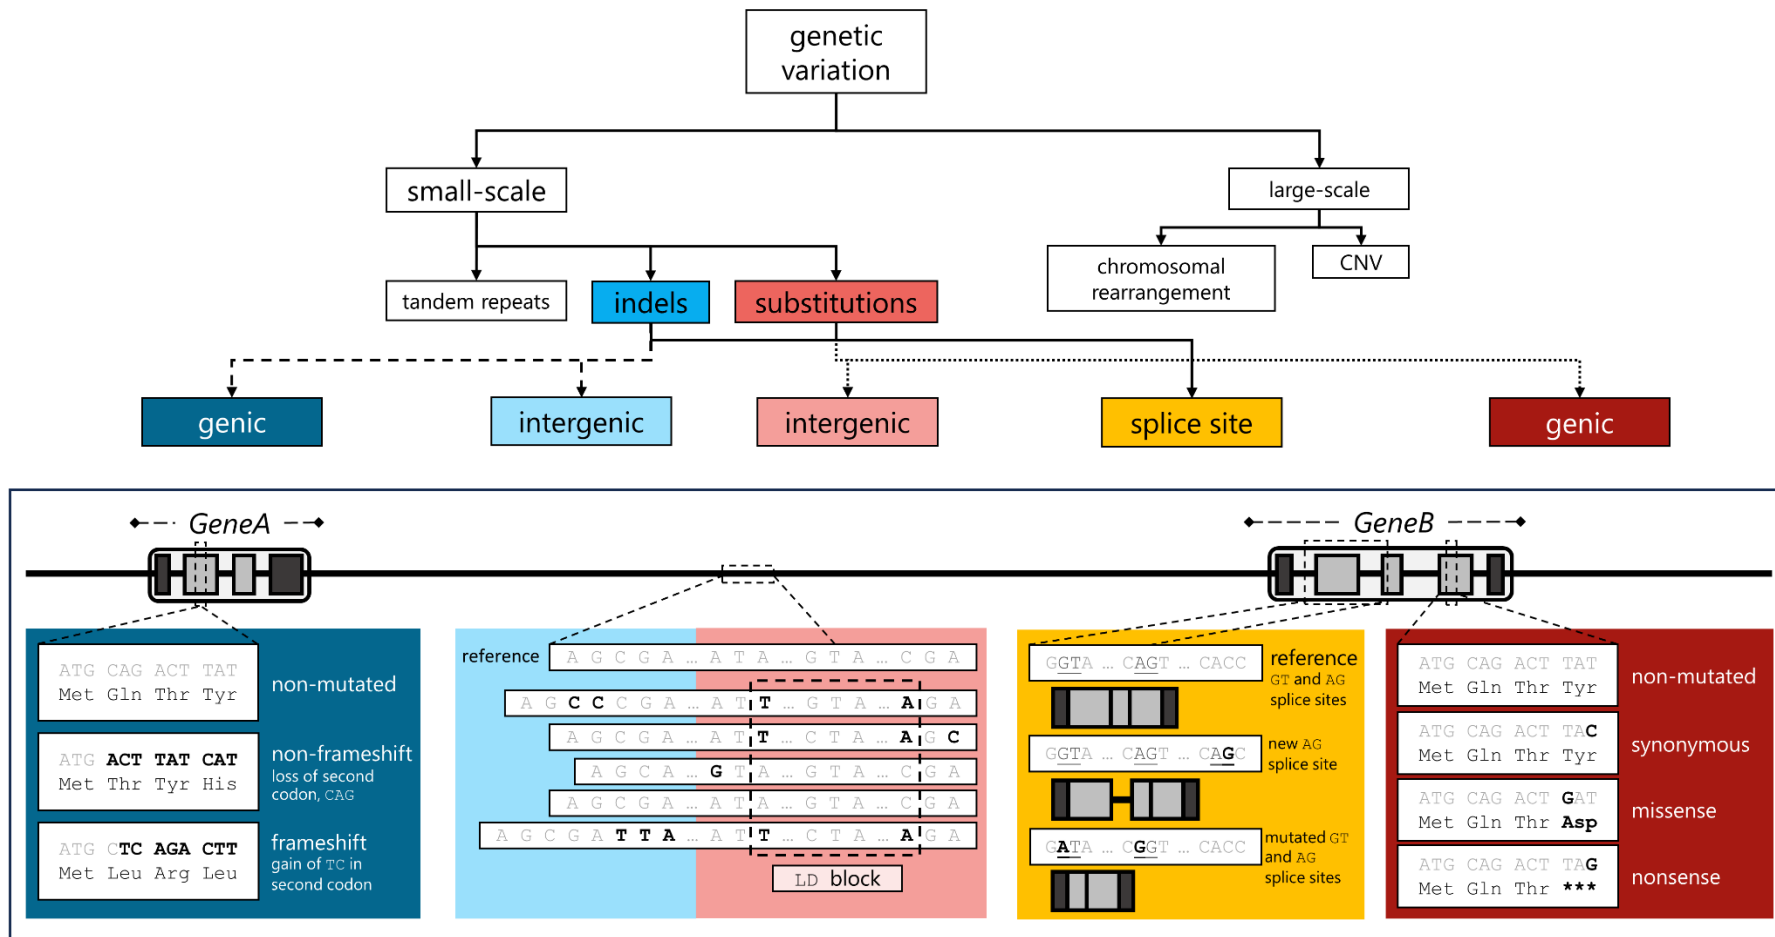 genetic
variation
small-scale
large-scale
tandem repeats
indels
substitutions
chromosomal
rearrangement
CNV
genic
intergenic
intergenic
splice site
genic
GeneA
GeneB
ATG CAG ACT TAT
Met Gln Thr Tyr
non-mutated
ATG ACT TAT CAT
Met Thr Tyr His
non-frameshift
loss of second
codon, CAG
ATG CTC AGA CTT
Met Leu Arg Leu
frameshift
gain of TC in
second codon
reference
A G C G A ... A T A ... G T A ... C G A
A G C C C G A ... A T T ... G T A ... A G A
A G C G A ... A T T ... C T A ... A G C
A G C A ... G T A ... G T A ... C G A
A G C G A ... A T A ... G T A ... C G A
A G C G A T T A ... A T T ... C T A ... A G A
LD block
GGTA ... CAGT ... CACC
reference
GT and AG
splice sites
GGTA ... CAGT ... CAGC
new AG
splice site
GATA ... CGGT ... CACC
mutated GT
and AG
splice sites
ATG CAG ACT TAT
Met Gln Thr Tyr
non-mutated
ATG CAG ACT TAC
Met Gln Thr Tyr
synonymous
ATG CAG ACT GAT
Met Gln Thr Asp
missense
ATG CAG ACT TAG
Met Gln Thr ***
nonsense